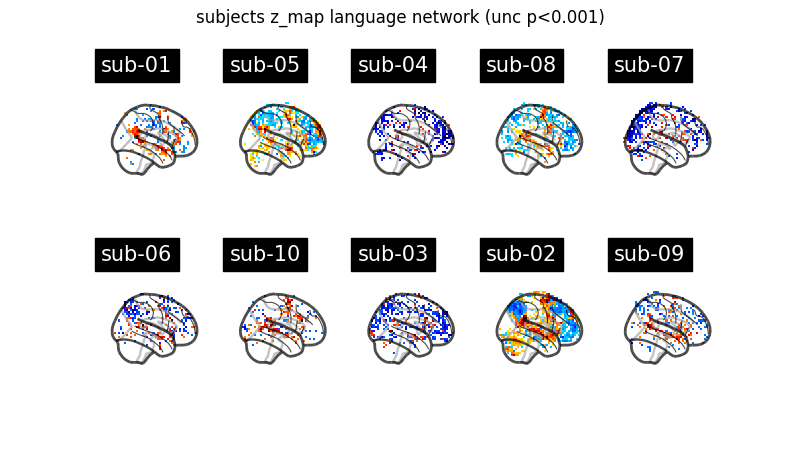 subjects z_map language network (unc p<0.001)
sub-01 sub-05 sub-04 sub-08 sub-07
sub-06 sub-10 sub-03 sub-02 sub-09